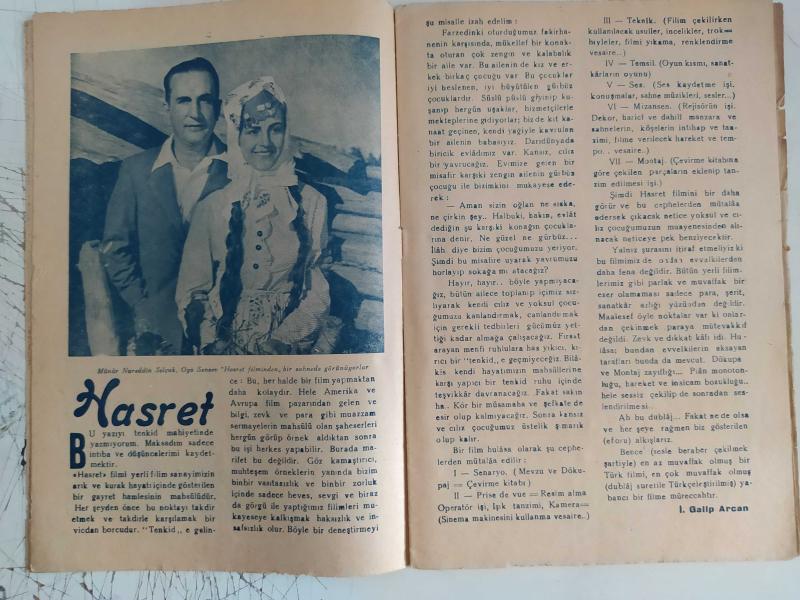 Münür Nureddin Selçuk, Oya Sensev "Hasret filminden, bir sahnede görünüyorlar
Hasret
BU yazıyı tenkid mahiyetinde
yazmıyorum. Maksadım sadece
intiba ve düşüncelerimi kaydet-
mektir.
«Hasret» filmi yerli film sanayimizin
arık ve kurak hayatı içinde gösterilen
bir gayret hamlesinin mahsülüdür.
Her şeyden önce bu noktayı takdir
etmek ve takdirle karşılamak bir
vicdan borcudur. "Tenkid,, e gelin-
ce: Bu, her halde bir film yapmaktan
daha kolaydır. Hele Amerika ve
Avrupa film pazarından gelen ve
bilgi, zevk ve para gibi muazzam
sermayelerin mahsülü olan şaheserleri
hergün görüp örnek aldıktan sonra
bu işi herkes yapabilir. Burada ma-
rifet bu değildir. Göz kamaştırıcı,
muhteşem örneklerin yanında bizim
binbir vasıtasızlık ve binbir zorluk
içinde sadece heves, sevgi ve biraz
da görgü ile yaptığımız filimleri mu-
kayeseye kalkışmak haksızlık ve in-
safsızlık olur. Böyle bir deneştirmeyi
şu misalle izah edelim :
Farzedinki oturduğumuz fakirha-
nenin karşısında, mükellef bir konak-
ta oturan çok zengin ve kalabalık
bir aile var. Bu ailenin de kız ve er-
kek birkaç çocuğu var Bu çocuklar
iyi beslenen, iyi büyütülen gürbüz
çocuklardır. Süslü püslü giyinip ku-
şanıp hergün uşaklar, hizmetçilerle
mekteplerine gidiyorlar; biz de kıt ka-
naat geçinen, kendi yağiyle kavrulan
bir ailenin babasıyız. Darıdünyada
biricik evlâdımız var. Kansız, cılız
bir yavrucağız. Evimize gelen bir
misafir karşıki zengin ailenin gürbüz
çocuğu ile bizimkini mukayese ede-
rek :
— Aman sizin oğlan ne sıska,
ne çirkin şey.. Halbuki, bakın, evlât
dediğin şu karşıki konağın çocukla-
rına denir. Ne güzel ne gürbüz...
Illâh diye bizim çocuğumuzu yeriyor.
Şimdi bu misafire uyarak yavrumuzu
horlayıp sokağa mı atacağız?
Hayır, hayır.. böyle yapmıyaca-
ğız, bütün ailece toplanıp içimiz sız-
lıyarak kendi cılız ve yoksul çocu-
ğumuzu kanlandırmak, canlandırmak
için gerekli tedbirleri gücümüz yet-
tiği kadar almağa çalışacağız. Fırsat
arayan menfi ruhlulara has yıkıcı, kı-
rıcı bir "tenkid,, e geçmiyeceğiz. Bilâ-
kis kendi hayatımızın mahsüllerine
karşı yapıcı bir tenkid ruhu içinde
teşvikkâr davranacağız. Fakat sakın
ha.. Kör bir müsamaha ve şefkate de
esir olup kalmıyacağız. Sonra kansız
ve cılız çocuğumuz üstelik şımarık
olup kalır.
Bir film hulâsa olarak şu cephe-
lerden mütalâa edilir :
I — Senaryo. (Mevzu ve Döku-
paj = Çevirme kitabı)
II — Prise de vue = Resim alma
Operatör işi, Işık tanzimi, Kamera=
(Sinema makinesini kullanma vesaire..)
III — Teknik. (Film çekilirken
kullanılacak usuller, incelikler, trok=
biyleler, filmi yıkama, renklendirme
vesaire...)
IV — Temsil. (Oyun kısmı, sanat-
kârların oyunu)
V — Ses. (Ses kaydetme işi,
konuşmalar, sahne müzikleri, sesler...)
VI — Mizansen. (Rejisörün işi,
Dekor, haricî ve dahilî manzara ve
sahnelerin, köşelerin intihap ve tan-
zimi, filme verilecek hareket ve tem-
po.. vesaire..)
VII — Montaj. (Çevirme kitabına
göre çekilen parçaların eklenip tan-
zim edilmesi işi.)
Şimdi Hasret filmini bir daha
görür ve bu cephelerden mütalâa
edersek çıkacak netice yoksul ve cı-
lız çocuğumuzun muayenesinden alı-
nacak neticeye pek benziyecektir.
Yalnız şurasını itiraf etmeliyiz ki
bu filmimiz de ondan evvelkilerden
daha fena değildir. Bütün yerli filim-
lerimiz gibi parlak ve muvaffak bir
eser olamaması sadece para, şerit,
sanatkâr azlığı yüzünden değildir.
Maalesef öyle noktalar var ki onlar-
dan çekinmek paraya mütevakkıf
değildir. Zevk ve dikkat kâfi idi. Hu-
lâsa; bundan evvelkilerin aksayan
tarafları bunda da mevcut. Dökupa
ve Montaj zayıflığı... Plân monoton-
luğu, hareket ve insicam bozukluğu..
hele sessiz çekilip de sonradan ses-
lendirilmesi..
Ah bu dublâj... Fakat ne de olsa
ve her şeye rağmen biz gösterilen
(eforu) alkışlarız.
Bence (sesle beraber çekilmek
şartiyle) en az muvaffak olmuş bir
Türk filmi, en çok muvaffak olmuş
(dublâj suretile Türkçeleştirilmiş) ya-
bancı bir filme müreccahtır.
İ. Galip Arcan